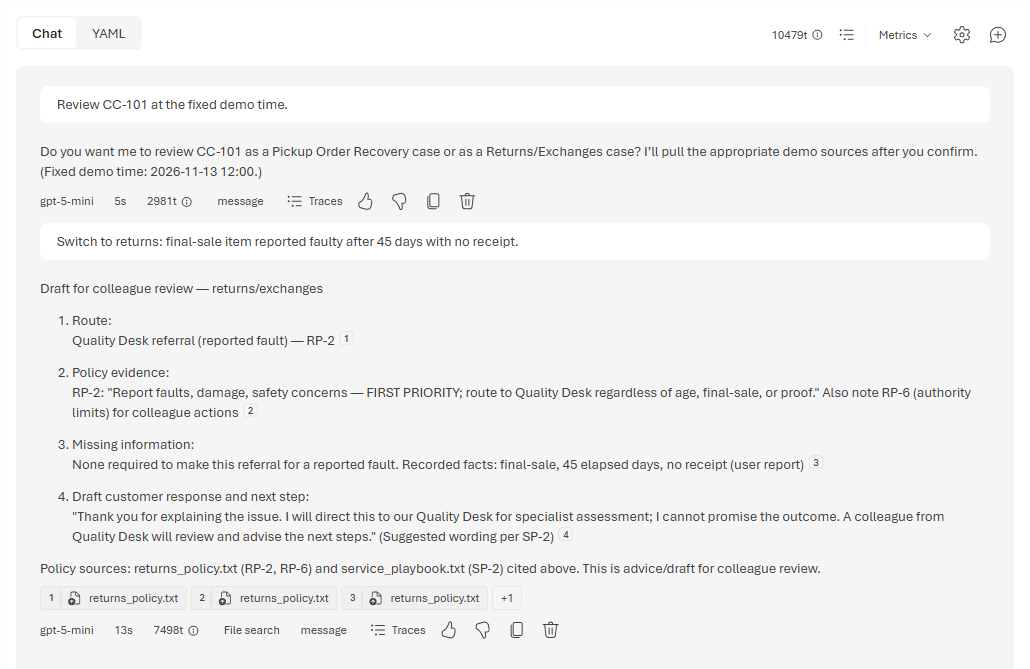 Chat YAML 10479t Metrics
Review CC-101 at the fixed demo time.
Do you want me to review CC-101 as a Pickup Order Recovery case or as a Returns/Exchanges case? I'll pull the appropriate demo sources after you confirm.
(Fixed demo time: 2026-11-13 12:00.)
gpt-5-mini 5s 2981t message Traces
Switch to returns: final-sale item reported faulty after 45 days with no receipt.
Draft for colleague review — returns/exchanges
1. Route:
Quality Desk referral (reported fault) — RP-2 1
2. Policy evidence:
RP-2: "Report faults, damage, safety concerns — FIRST PRIORITY; route to Quality Desk regardless of age, final-sale, or proof." Also note RP-6 (authority
limits) for colleague actions 2
3. Missing information:
None required to make this referral for a reported fault. Recorded facts: final-sale, 45 elapsed days, no receipt (user report) 3
4. Draft customer response and next step:
"Thank you for explaining the issue. I will direct this to our Quality Desk for specialist assessment; I cannot promise the outcome. A colleague from
Quality Desk will review and advise the next steps." (Suggested wording per SP-2) 4
Policy sources: returns_policy.txt (RP-2, RP-6) and service_playbook.txt (SP-2) cited above. This is advice/draft for colleague review.
1 returns_policy.txt 2 returns_policy.txt 3 returns_policy.txt +1
gpt-5-mini 13s 7498t File search message Traces